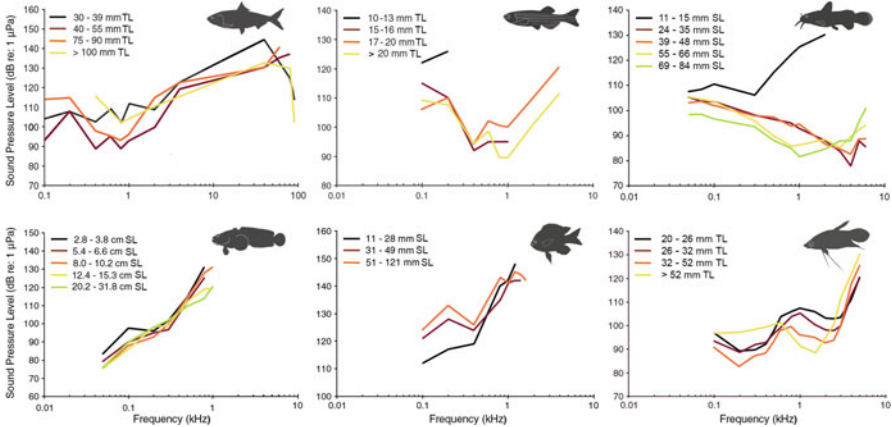 Sound Pressure Level (dB re: 1 μPa)
160
150
140
130
120
110
100
90
80
70
60
0.1
1
10
100
30 - 39 mm TL
40 - 55 mm TL
75 - 90 mm TL
> 100 mm TL
140
130
120
110
100
90
80
0.01
0.1
1
10
10-13 mm TL
15-16 mm TL
17-20 mm TL
> 20 mm TL
140
130
120
110
100
90
80
70
0.01
0.1
1
10
11 - 15 mm SL
24 - 35 mm SL
39 - 48 mm SL
55 - 66 mm SL
69 - 84 mm SL
Sound Pressure Level (dB re: 1 μPa)
150
140
130
120
110
100
90
80
70
60
0.01
0.1
1
10
Frequency (kHz)
2.8 - 3.8 cm SL
5.4 - 6.6 cm SL
8.0 - 10.2 cm SL
12.4 - 15.3 cm SL
20.2 - 31.8 cm SL
160
150
140
130
120
110
100
0.01
0.1
1
10
Frequency (kHz)
11 - 28 mm SL
31 - 49 mm SL
51 - 121 mm SL
140
130
120
110
100
90
80
70
0.01
0.1
1
10
Frequency (kHz)
20 - 26 mm TL
26 - 32 mm TL
32 - 52 mm TL
> 52 mm TL